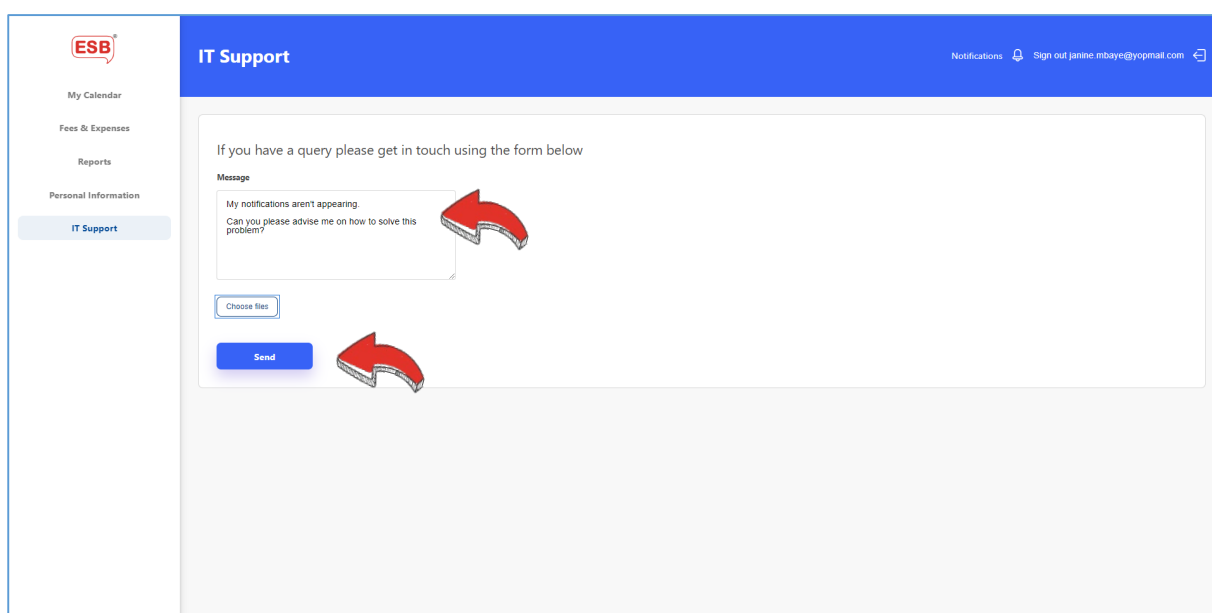 ESB
IT Support
Notifications
Sign out janine.mbaye@yopmail.com
My Calendar
Fees & Expenses
Reports
Personal Information
IT Support
If you have a query please get in touch using the form below
Message
My notifications aren't appearing.
Can you please advise me on how to solve this
problem?
Choose files
Send